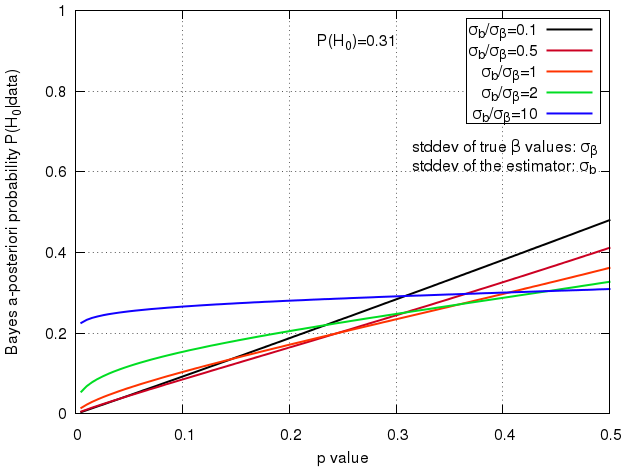 P(H₀)=0.31
σb/σβ=0.1
σb/σβ=0.5
σb/σβ=1
σb/σβ=2
σb/σβ=10
stddev of true β values: σβ
stddev of the estimator: σb
Bayes a-posteriori probability P(H₀|data)
1
0.8
0.6
0.4
0.2
0
0
0.1
0.2
0.3
0.4
0.5
p value